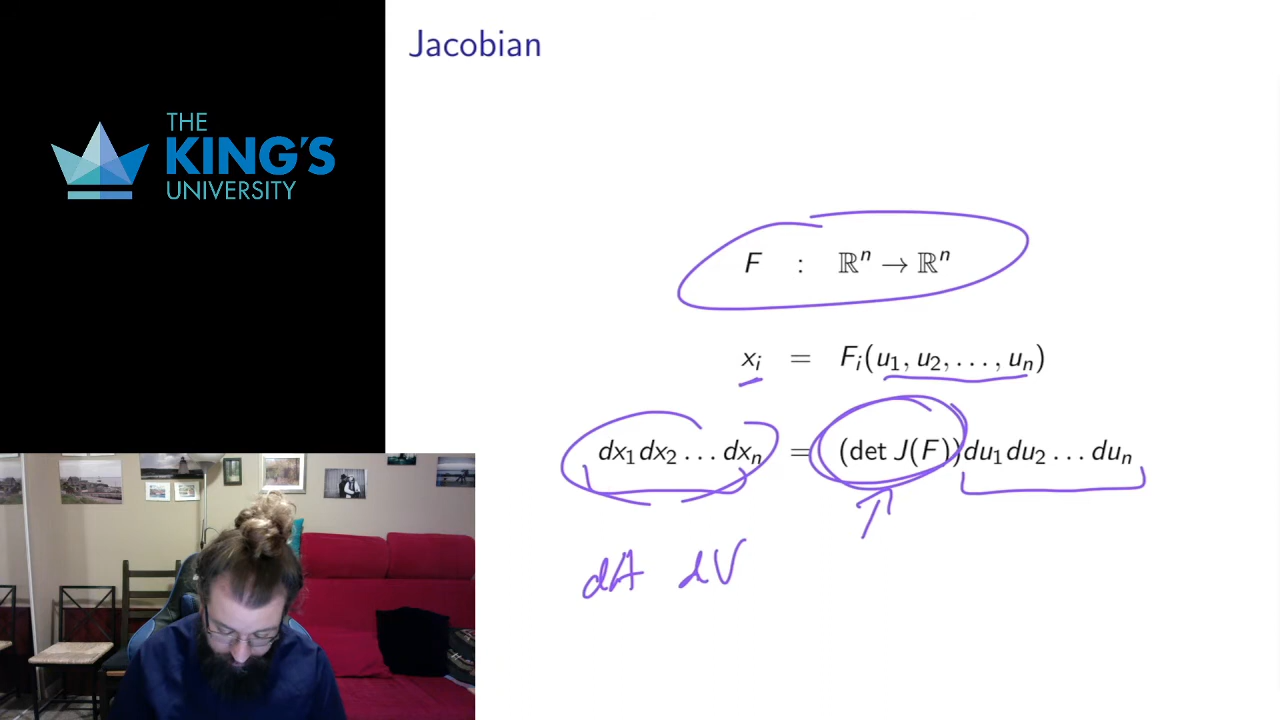 THE
KING'S
UNIVERSITY
Jacobian
F : ℝⁿ → ℝⁿ
xᵢ = Fᵢ(u₁, u₂, . . . , uₙ)
dx₁dx₂ . . . dxₙ = (det J(F))du₁du₂ . . . duₙ
dA dV